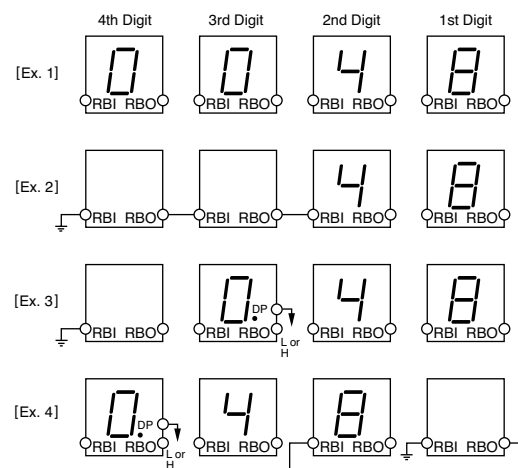 4th Digit 3rd Digit 2nd Digit 1st Digit
[Ex. 1] 0 0 4 8
RBI RBO RBI RBO RBI RBO RBI RBO
[Ex. 2] 4 8
RBI RBO RBI RBO RBI RBO RBI RBO
[Ex. 3] 0. DP 4 8
RBI RBO RBI RBO L or H RBI RBO RBI RBO
[Ex. 4] 0. DP 4 8
RBI RBO L or H RBI RBO RBI RBO RBI RBO